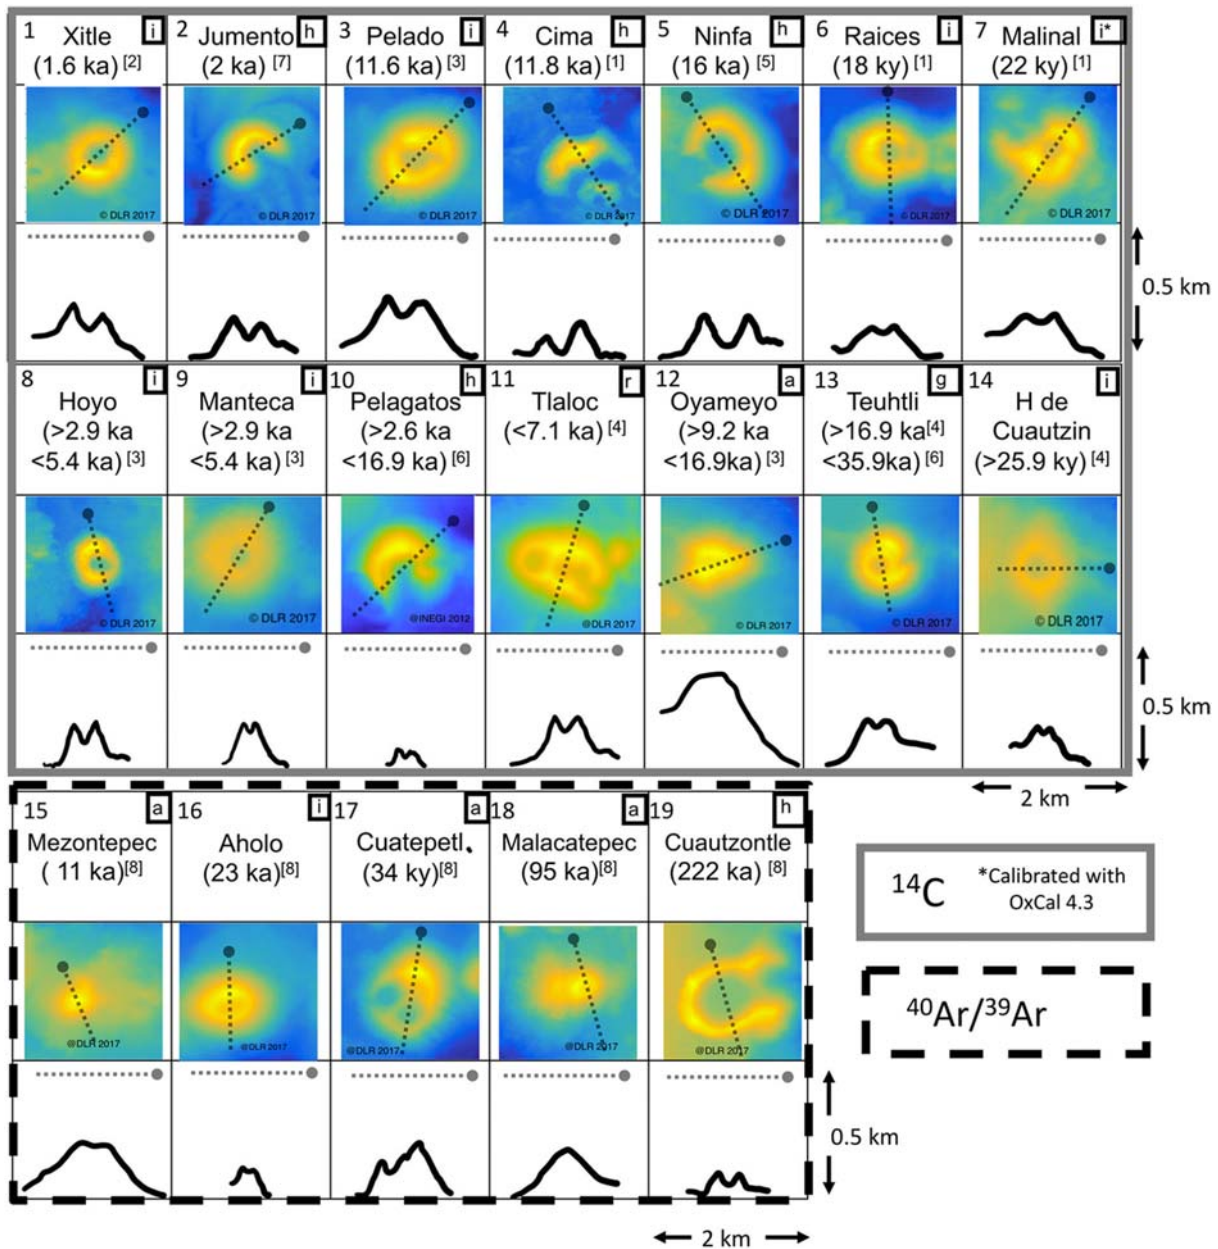 1 Xitle i
(1.6 ka) [2]
2 Jumento h
(2 ka) [7]
3 Pelado i
(11.6 ka) [3]
4 Cima h
(11.8 ka) [1]
5 Ninfa h
(16 ka) [5]
6 Raices i
(18 ky) [1]
7 Malinal i*
(22 ky) [1]
© DLR 2017
© DLR 2017
©DLR 2017
© DLR 2017
© DLR 2017
© DLR 2017
© DLR 2017
0.5 km
8 i
Hoyo
(>2.9 ka
<5.4 ka) [3]
9 i
Manteca
(>2.9 ka
<5.4 ka) [3]
10 h
Pelagatos
(>2.6 ka
<16.9 ka) [6]
11 r
Tlaloc
(<7.1 ka) [4]
12 a
Oyameyo
(>9.2 ka
<16.9ka) [3]
13 g
Teuhtli
(>16.9 ka[4]
<35.9ka) [6]
14 i
H de
Cuautzin
(>25.9 ky) [4]
© DLR 2017
© DLR 2017
@INEGI 2012
@DLR 2017
© DLR 2017
© DLR 2017
© DLR 2017
0.5 km
2 km
15 a
Mezontepec
( 11 ka)[8]
16 i
Aholo
(23 ka)[8]
17 a
Cuatepetl.
(34 ky)[8]
18 a
Malacatepec
(95 ka)[8]
19 h
Cuautzontle
(222 ka) [8]
@DLR 2017
@DLR 2017
@DLR 2017
@DLR 2017
@DLR 2017
0.5 km
2 km
14C *Calibrated with
OxCal 4.3
40Ar/39Ar